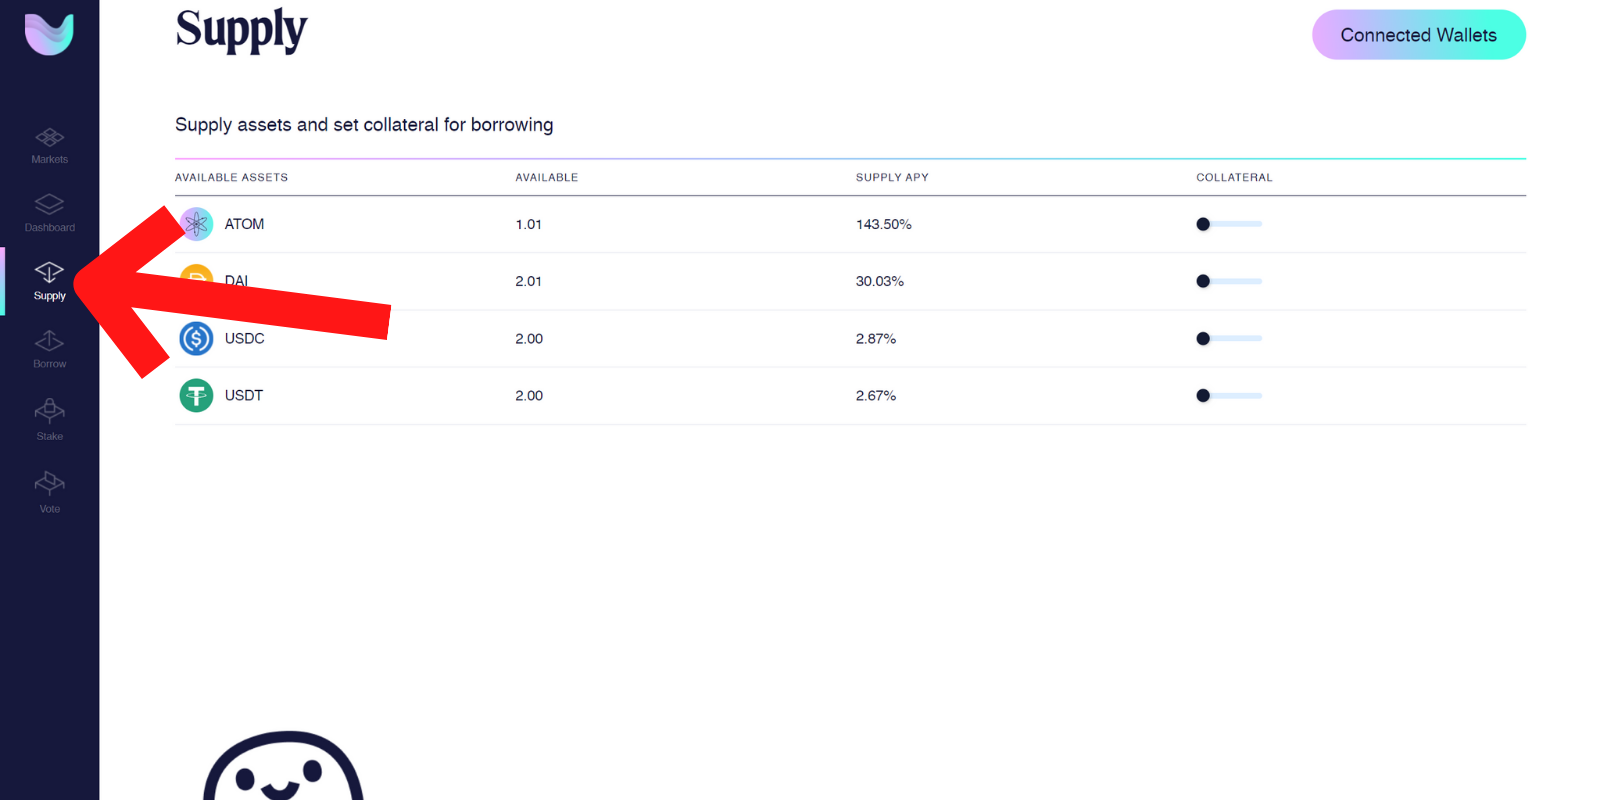 Supply
Connected Wallets
Markets
Dashboard
Supply
Borrow
Stake
Vote
Supply assets and set collateral for borrowing
AVAILABLE ASSETS AVAILABLE SUPPLY APY COLLATERAL
ATOM 1.01 143.50%
DAI 2.01 30.03%
USDC 2.00 2.87%
USDT 2.00 2.67%